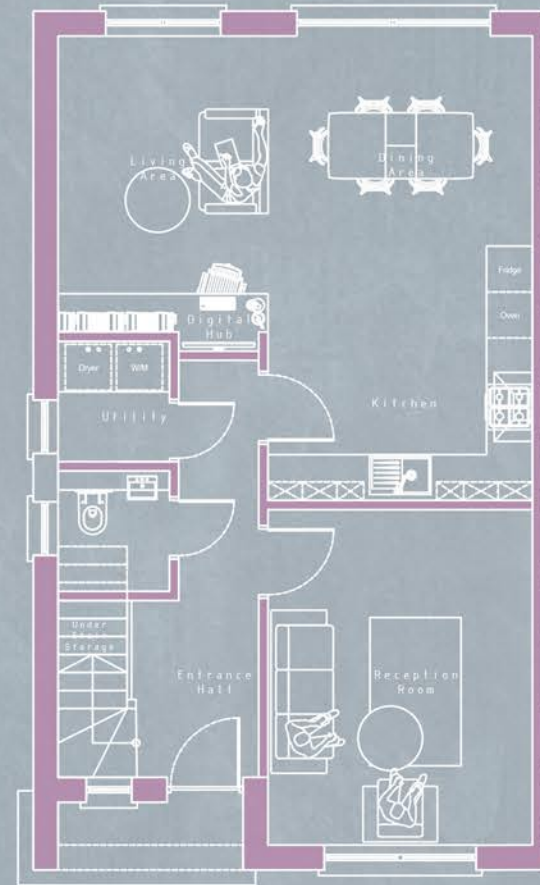 Living
Area
Dining
Area
Fridge
Oven
Digital
Hub
Dryer
W/M
Utility
Kitchen
Under
Stair
Storage
Entrance
Hall
Reception
Room